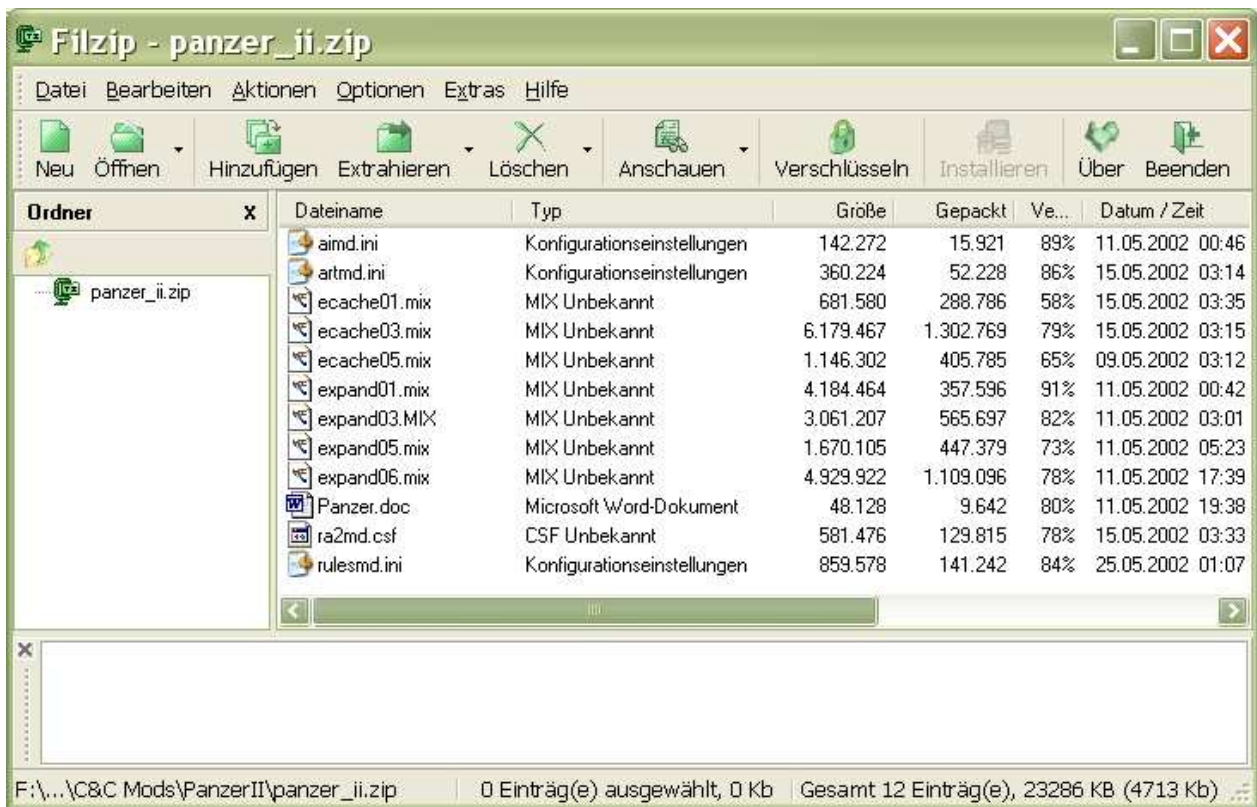 Filzip - panzer_ii.zip
Datei Bearbeiten Aktionen Optionen Extras Hilfe
Neu Öffnen Hinzufügen Extrahieren Löschen Anschauen Verschlüsseln Installieren Über Beenden
Ordner X
panzer_ii.zip
Dateiname Typ Größe Gepackt Ve... Datum / Zeit
aimd.ini Konfigurationseinstellungen 142.272 15.921 89% 11.05.2002 00:46
artmd.ini Konfigurationseinstellungen 360.224 52.228 86% 15.05.2002 03:14
ecache01.mix MIX Unbekannt 681.580 288.786 58% 15.05.2002 03:35
ecache03.mix MIX Unbekannt 6.179.467 1.302.769 79% 15.05.2002 03:15
ecache05.mix MIX Unbekannt 1.146.302 405.785 65% 09.05.2002 03:12
expand01.mix MIX Unbekannt 4.184.464 357.596 91% 11.05.2002 00:42
expand03.MIX MIX Unbekannt 3.061.207 565.697 82% 11.05.2002 03:01
expand05.mix MIX Unbekannt 1.670.105 447.379 73% 11.05.2002 05:23
expand06.mix MIX Unbekannt 4.929.922 1.109.096 78% 11.05.2002 17:39
Panzer.doc Microsoft Word-Dokument 48.128 9.642 80% 11.05.2002 19:38
ra2md.csf CSF Unbekannt 581.476 129.815 78% 15.05.2002 03:33
rulesmd.ini Konfigurationseinstellungen 859.578 141.242 84% 25.05.2002 01:07
F:\...\C&C Mods\PanzerII\panzer_ii.zip 0 Einträg(e) ausgewählt, 0 Kb Gesamt 12 Einträg(e), 23286 KB (4713 Kb)